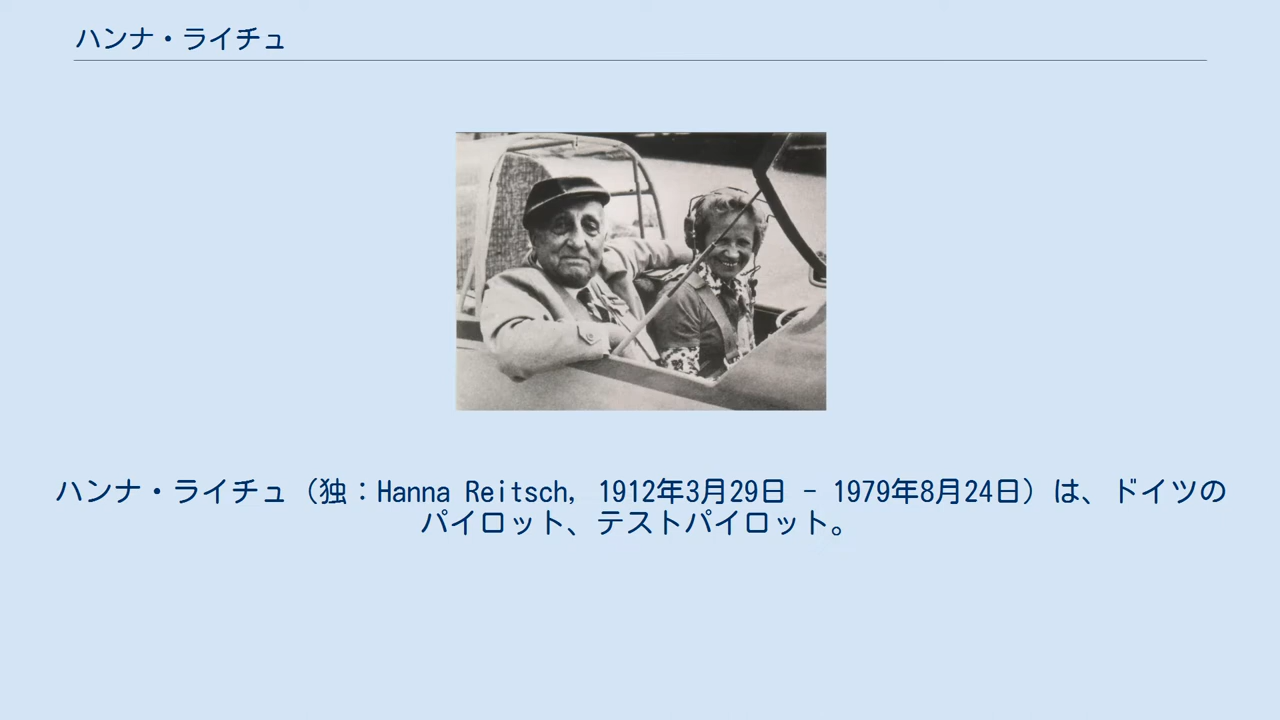 ハンナ・ライチュ
ハンナ・ライチュ（独：Hanna Reitsch, 1912年3月29日 - 1979年8月24日）は、ドイツの
パイロット、テストパイロット。